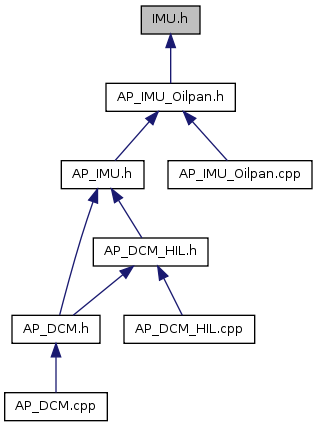 IMU.h
AP_IMU_Oilpan.h
AP_IMU.h
AP_IMU_Oilpan.cpp
AP_DCM_HIL.h
AP_DCM.h
AP_DCM_HIL.cpp
AP_DCM.cpp